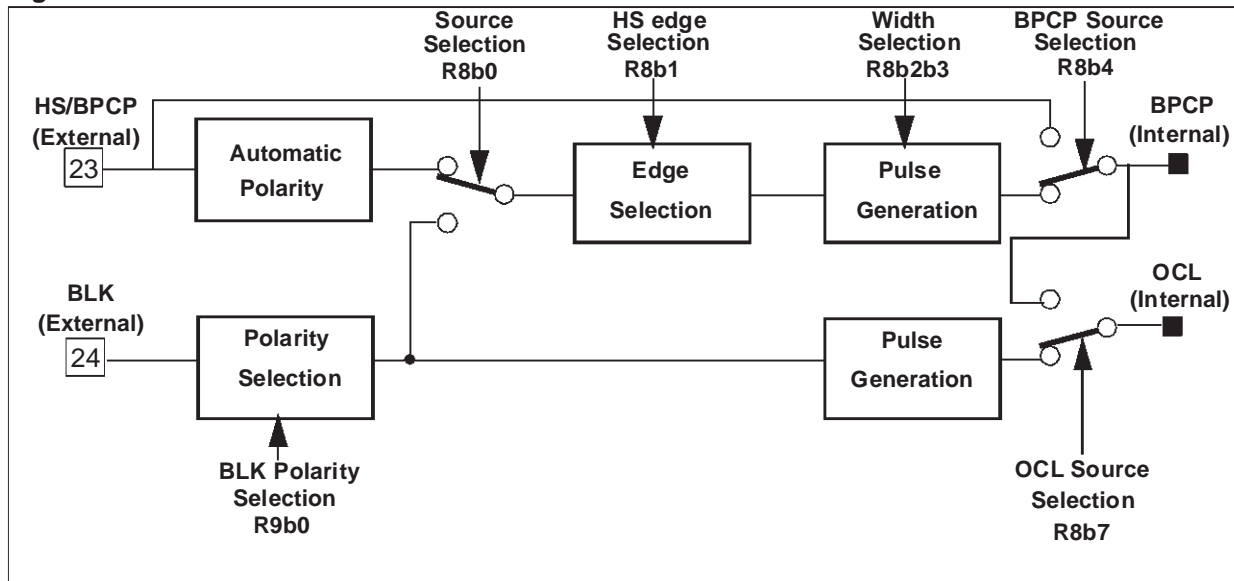 Source
Selection
R8b0
HS edge
Selection
R8b1
Width
Selection
R8b2b3
BPCP Source
Selection
R8b4
HS/BPCP
(External)
23
Automatic
Polarity
Edge
Selection
Pulse
Generation
BPCP
(Internal)
BLK
(External)
24
Polarity
Selection
Pulse
Generation
OCL
(Internal)
BLK Polarity
Selection
R9b0
OCL Source
Selection
R8b7